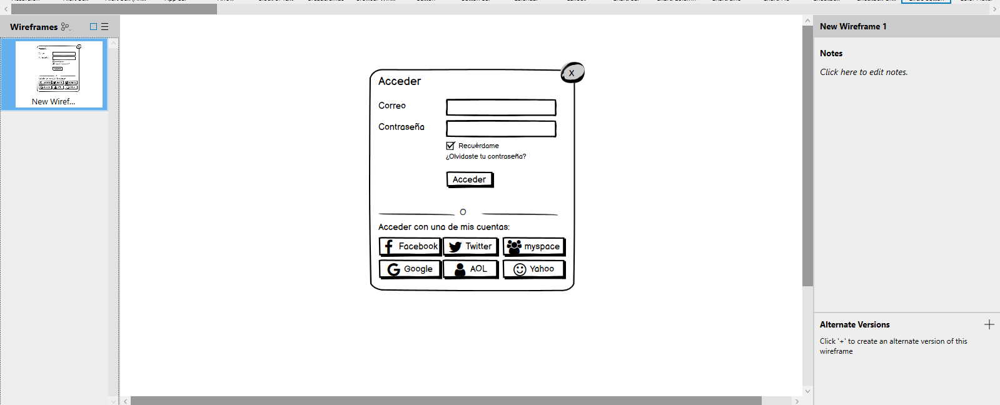 Wireframes
New Wireframe 1
New Wiref...
Notes
Click here to edit notes.
X
Acceder
Correo
Contraseña
Recuérdame
¿Olvidaste tu contraseña?
Acceder
O
Acceder con una de mis cuentas:
Facebook Twitter myspace
Google AOL Yahoo
Alternate Versions
Click '+' to create an alternate version of this
wireframe